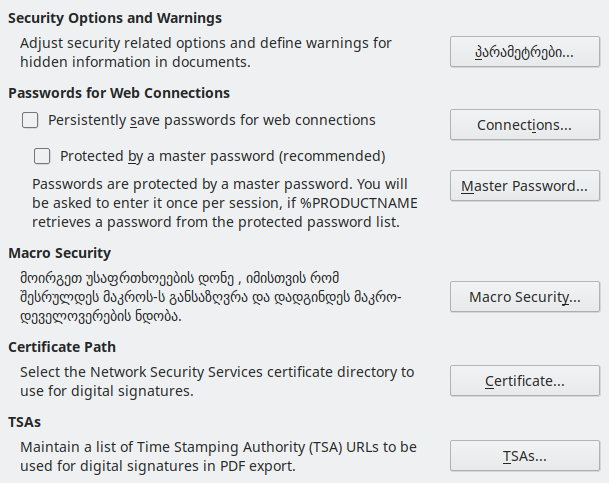 Security Options and Warnings
Adjust security related options and define warnings for
hidden information in documents.
პარამეტრები...
Passwords for Web Connections
Persistently save passwords for web connections
Connections...
Protected by a master password (recommended)
Passwords are protected by a master password. You will
be asked to enter it once per session, if %PRODUCTNAME
retrieves a password from the protected password list.
Master Password...
Macro Security
მოირგეთ უსაფრთხოეების დონე , იმისთვის რომ
შესრულდეს მაკროს-ს განსაზღვრა და დადგინდეს მაკრო-
დეველოვერების ნდობა.
Macro Security...
Certificate Path
Select the Network Security Services certificate directory to
use for digital signatures.
Certificate...
TSAs
Maintain a list of Time Stamping Authority (TSA) URLs to be
used for digital signatures in PDF export.
TSAs...